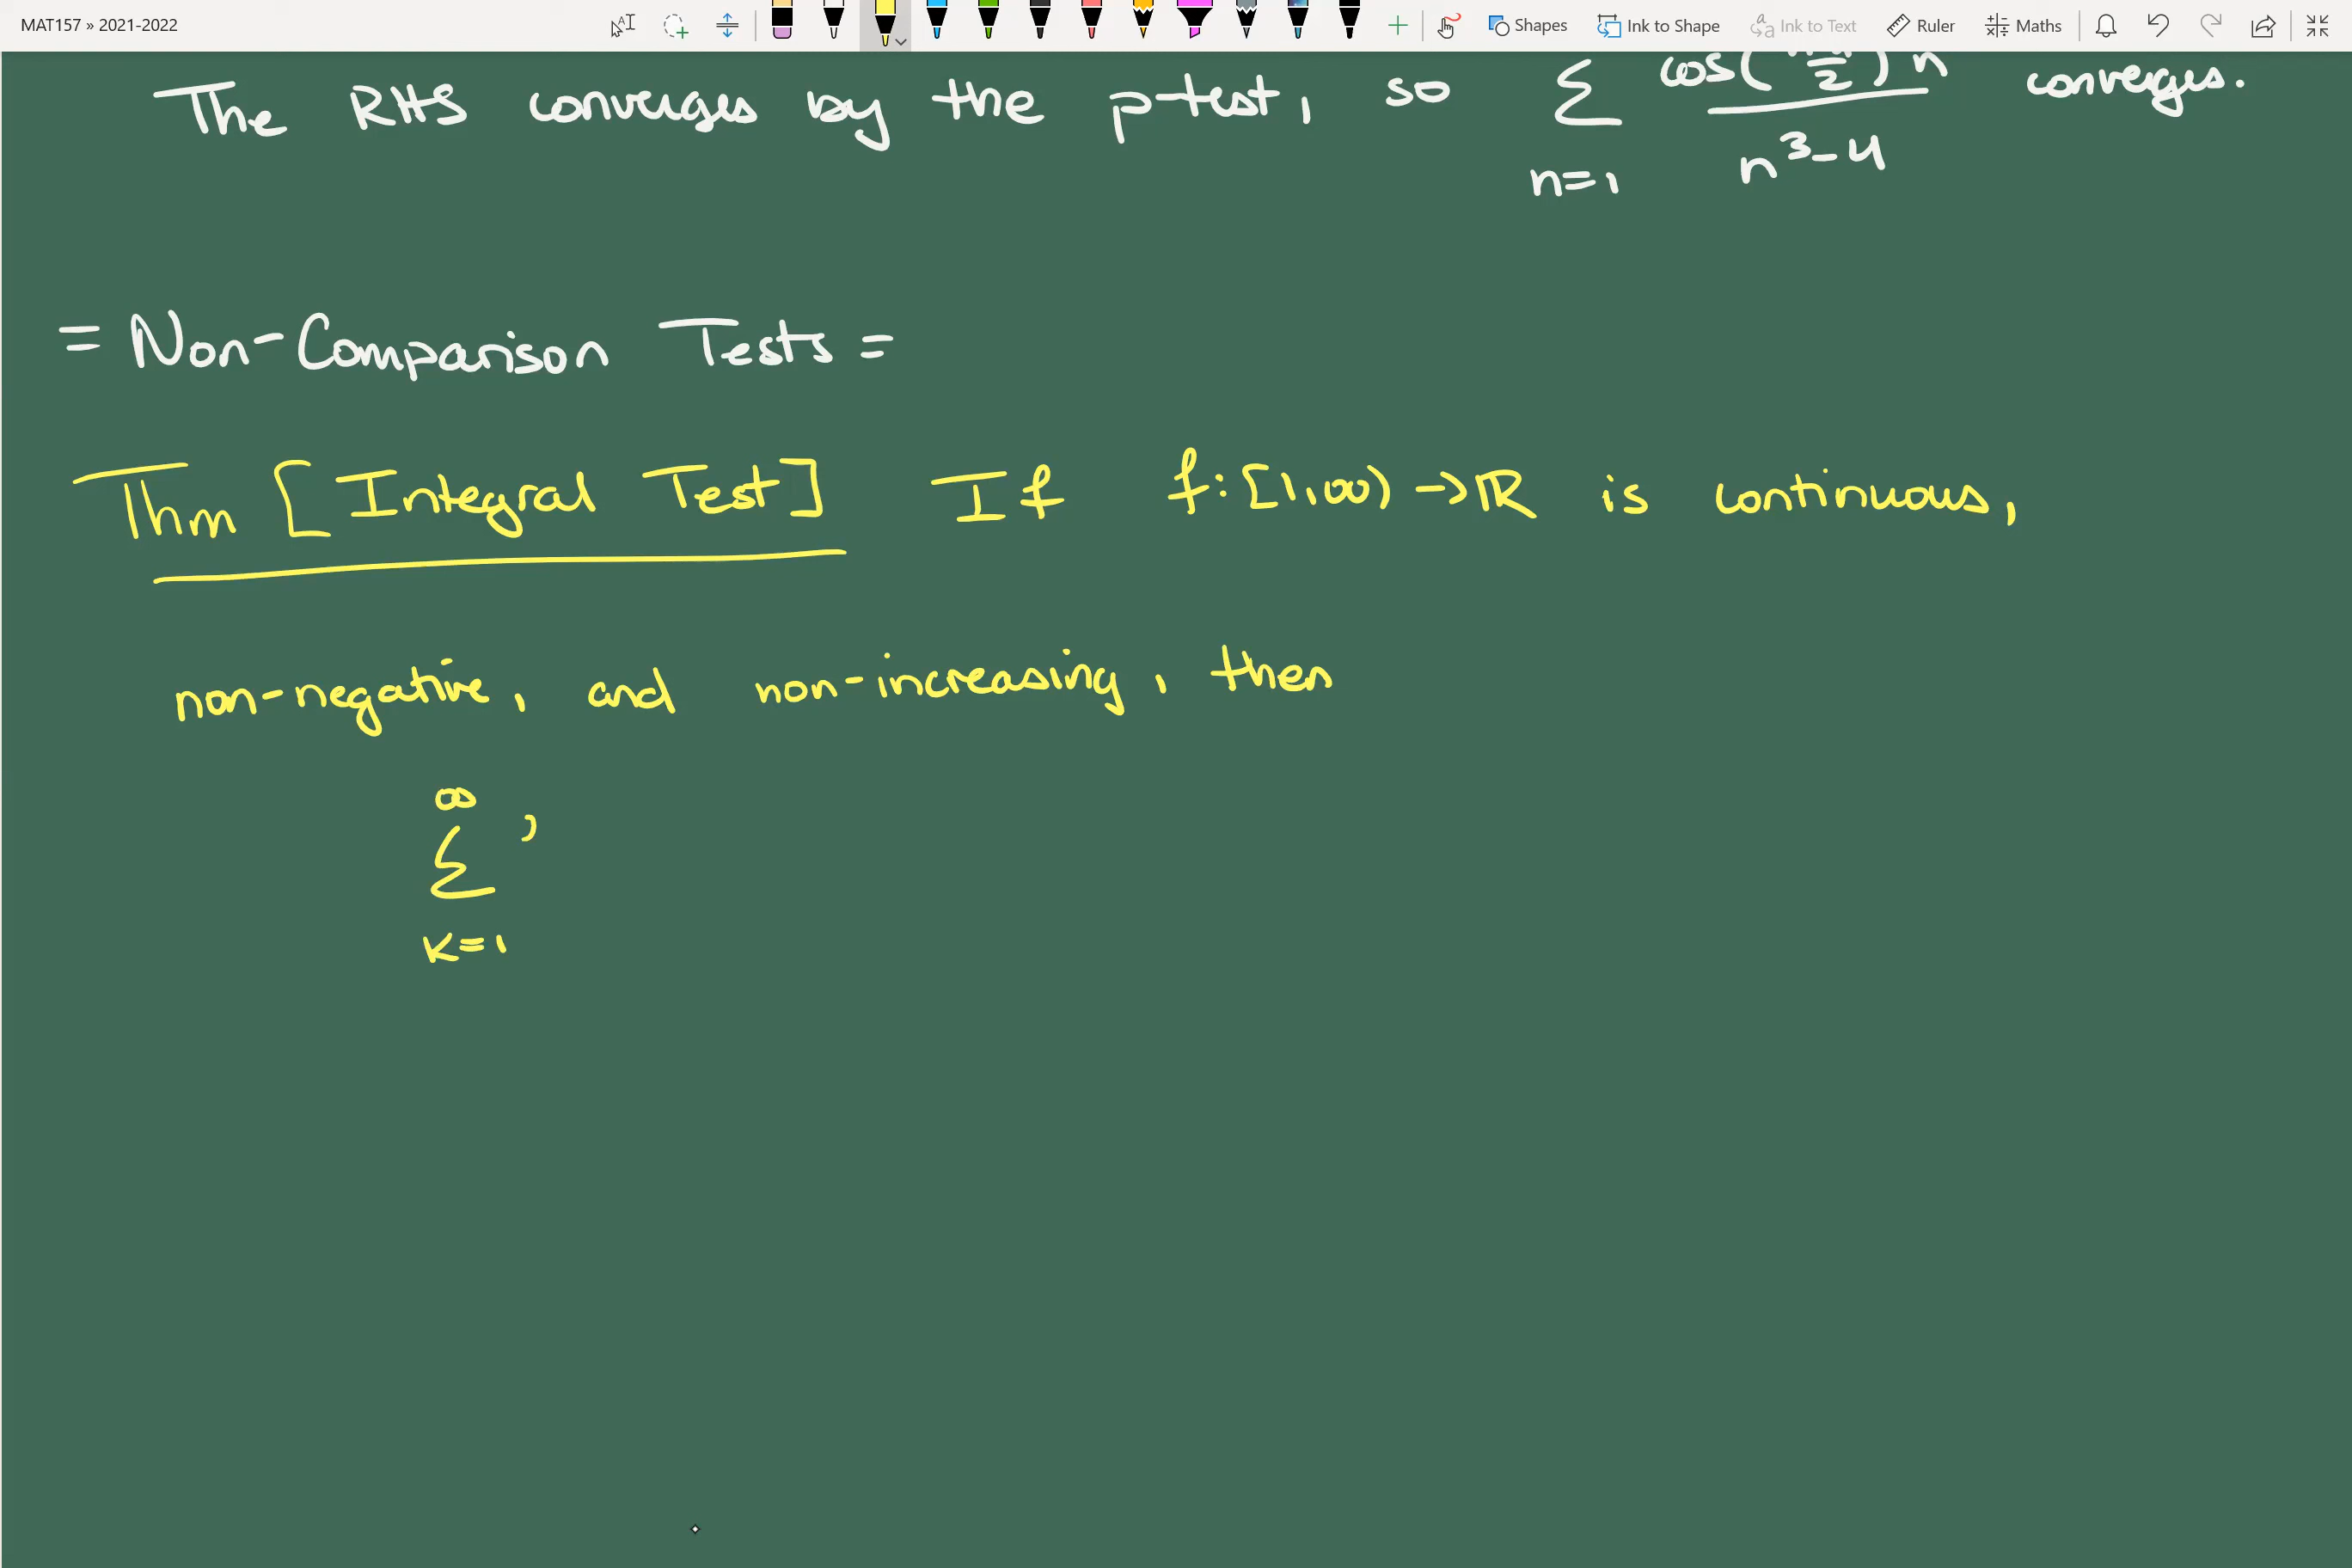 MAT157 » 2021-2022 Shapes Ink to Shape Ink to Text Ruler Maths
The RHS converges by the p-test, so ∑ n=1 cos( /2) n / n³-4 converges.
= Non-Comparison Tests =
Thm [Integral Test] If f: [1,∞) → ℝ is continuous,
non-negative, and non-increasing, then
∞
∑
k=1